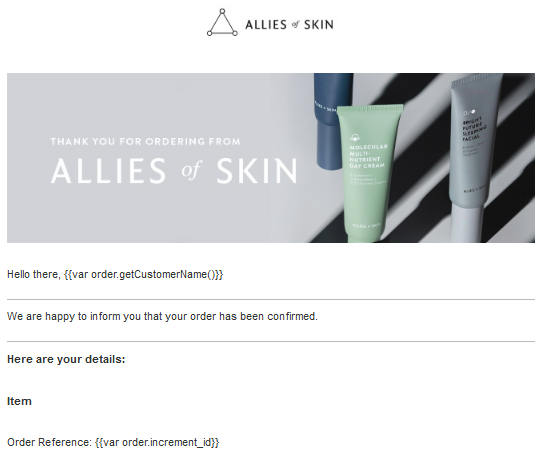 ALLIES of SKIN
THANK YOU FOR ORDERING FROM
ALLIES of SKIN
MOLECULAR
MULTI
NUTRIENT
DAY CREAM
BRIGHT
FUTURE
SLEEPING
FACIAL
Hello there, {{var order.getCustomerName()}}
We are happy to inform you that your order has been confirmed.
Here are your details:
Item
Order Reference: {{var order.increment_id}}